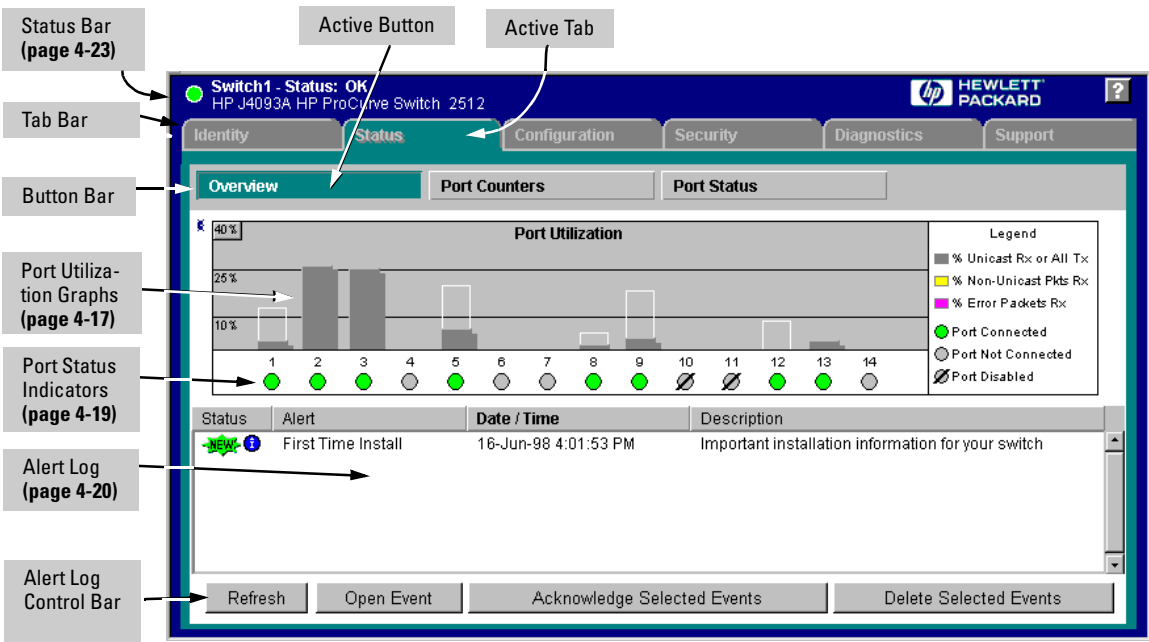 Status Bar
(page 4-23)
Active Button
Active Tab
Switch1 - Status: OK
HP J4093A HP ProCurve Switch 2512
hp HEWLETT®
PACKARD
?
Tab Bar
Identity
Status
Configuration
Security
Diagnostics
Support
Button Bar
Overview
Port Counters
Port Status
40%
Port Utilization
25%
10%
Legend
% Unicast Rx or All Tx
% Non-Unicast Pkts Rx
% Error Packets Rx
Port Connected
Port Not Connected
Port Disabled
Port Utiliza-
tion Graphs
(page 4-17)
1 2 3 4 5 6 7 8 9 10 11 12 13 14
Port Status
Indicators
(page 4-19)
Status Alert Date / Time Description
NEW! i First Time Install 16-Jun-98 4:01:53 PM Important installation information for your switch
Alert Log
(page 4-20)
Alert Log
Control Bar
Refresh
Open Event
Acknowledge Selected Events
Delete Selected Events